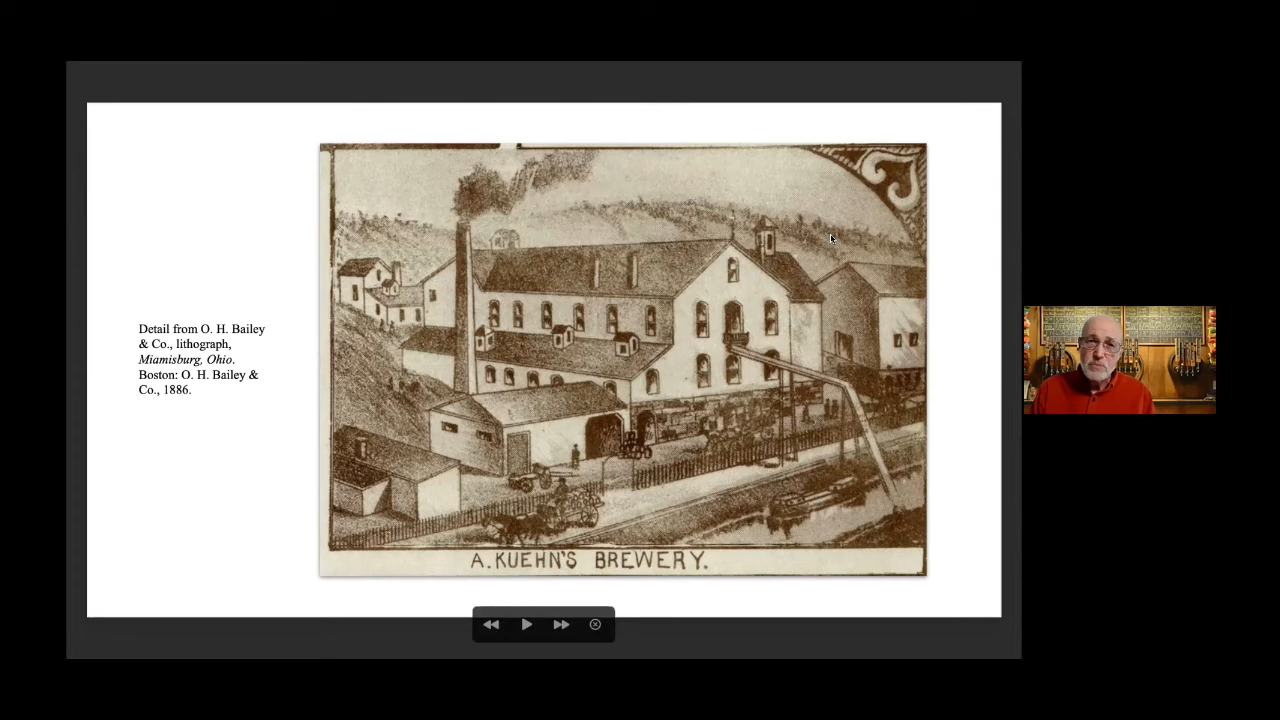 Detail from O. H. Bailey
& Co., lithograph,
Miamisburg, Ohio.
Boston: O. H. Bailey &
Co., 1886.
A. KUEHN'S BREWERY.